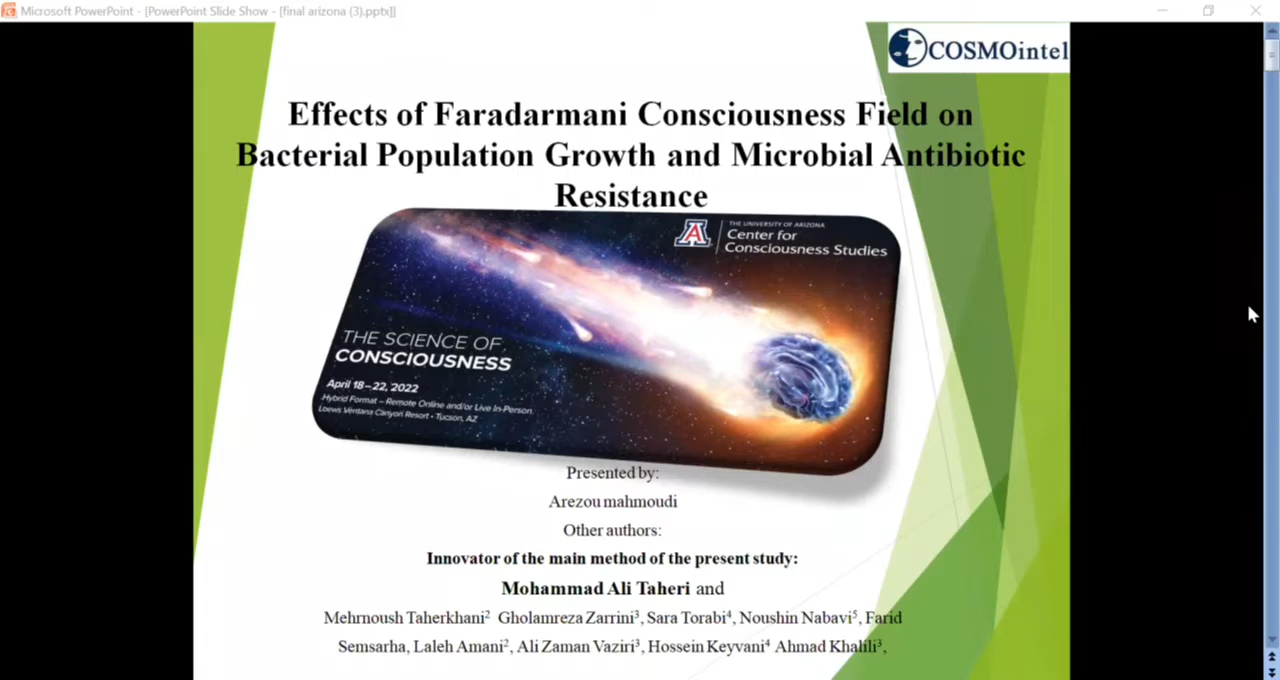 Microsoft PowerPoint - [PowerPoint Slide Show - [final arizona (3).pptx]]
COSMOintel
Effects of Faradarmani Consciousness Field on
Bacterial Population Growth and Microbial Antibiotic
Resistance
A
THE UNIVERSITY OF ARIZONA
Center for
Consciousness Studies
THE SCIENCE OF
CONSCIOUSNESS
April 18–22, 2022
Hybrid Format – Remote Online and/or Live In-Person
Loews Ventana Canyon Resort • Tucson, AZ
Presented by:
Arezou mahmoudi
Other authors:
Innovator of the main method of the present study:
Mohammad Ali Taheri and
Mehrnoush Taherkhani² Gholamreza Zarrini³, Sara Torabi⁴, Noushin Nabavi⁵, Farid
Semsarha, Laleh Amani², Ali Zaman Vaziri³, Hossein Keyvani⁴ Ahmad Khalili³,